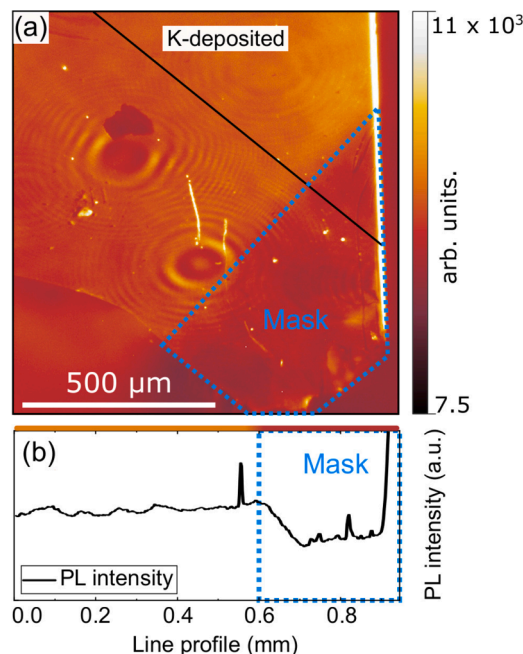 (a)
K-deposited
11 x 10³
arb. units.
Mask
500 µm
7.5
(b)
Mask
PL intensity
PL intensity (a.u.)
0.0 0.2 0.4 0.6 0.8
Line profile (mm)